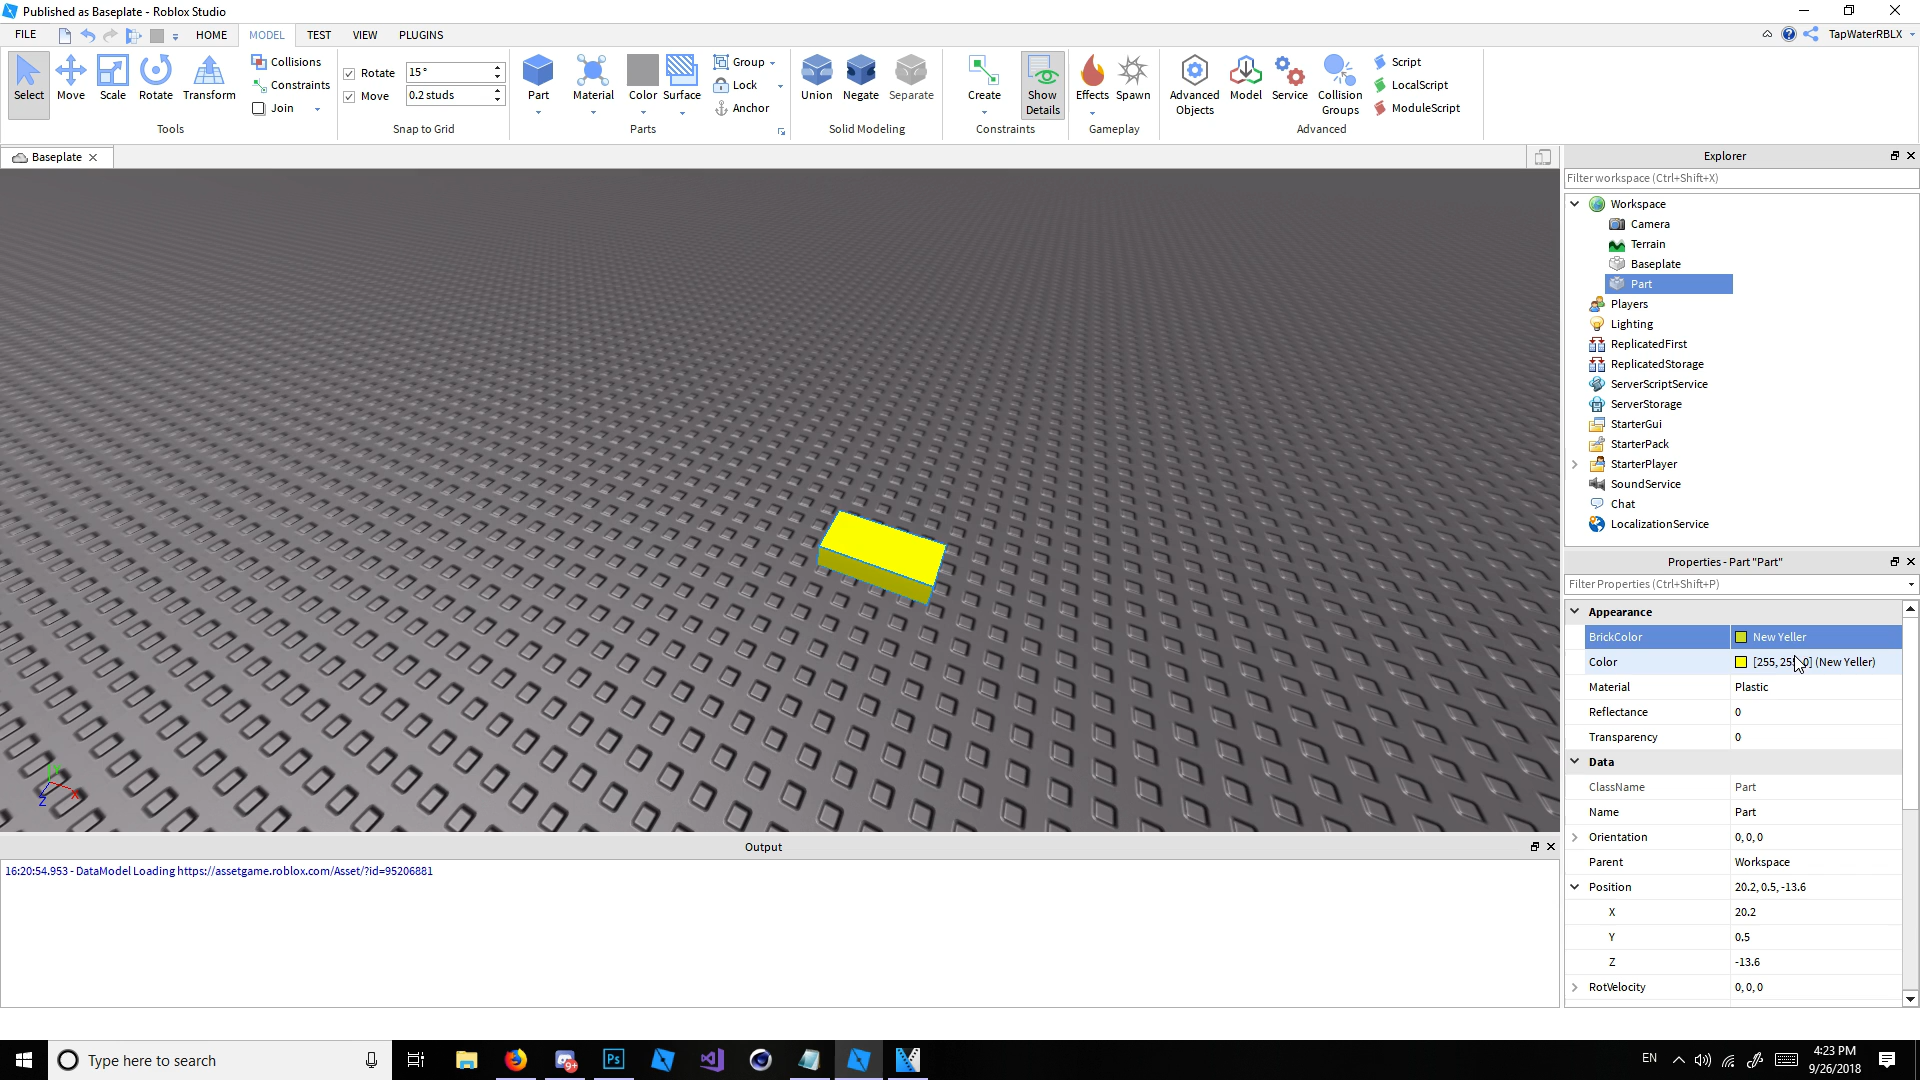 Published as Baseplate - Roblox Studio
FILE HOME MODEL TEST VIEW PLUGINS TapWaterRBLX
Select Move Scale Rotate Transform
Collisions
Constraints
Join
Tools
Rotate 15°
Move 0.2 studs
Snap to Grid
Part Material Color Surface
Group
Lock
Anchor
Parts
Union Negate Separate
Solid Modeling
Create Show Details
Constraints
Effects Spawn
Gameplay
Advanced Objects Model Service Collision Groups
Script
LocalScript
ModuleScript
Advanced
Baseplate
Explorer
Filter workspace (Ctrl+Shift+X)
Workspace
Camera
Terrain
Baseplate
Part
Players
Lighting
ReplicatedFirst
ReplicatedStorage
ServerScriptService
ServerStorage
StarterGui
StarterPack
StarterPlayer
SoundService
Chat
LocalizationService
Properties - Part "Part"
Filter Properties (Ctrl+Shift+P)
Appearance
BrickColor New Yeller
Color (New Yeller)
Material Plastic
Reflectance 0
Transparency 0
Data
ClassName Part
Name Part
Orientation 0, 0, 0
Parent Workspace
Position 20.2, 0.5, -13.6
X 20.2
Y 0.5
Z -13.6
RotVelocity 0, 0, 0
Z X
Output
16:20:54.953 - DataModel Loading https://assetgame.roblox.com/Asset/?id=95206881
Type here to search
9+
Ps
EN
4:23 PM
9/26/2018